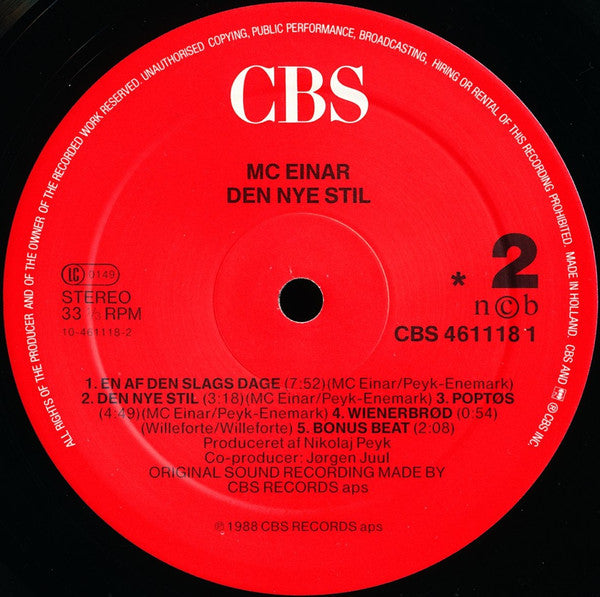 ALL RIGHTS OF THE PRODUCER AND OF THE OWNER OF THE RECORDED WORK RESERVED. UNAUTHORISED COPYING, PUBLIC PERFORMANCE, BROADCASTING, HIRING OR RENTAL OF THIS RECORDING PROHIBITED. MADE IN HOLLAND. CBS AND ® CBS INC.
CBS
MC EINAR
DEN NYE STIL
LC 0149
STEREO
33 ⅓ RPM
10-461118-2
* 2
n©b
CBS 461118 1
1. EN AF DEN SLAGS DAGE (7:52)(MC Einar/Peyk-Enemark)
2. DEN NYE STIL (3:18)(MC Einar/Peyk-Enemark) 3. POPTØS
(4:49)(MC Einar/Peyk-Enemark) 4. WIENERBRØD (0:54)
(Willeforte/Willeforte) 5. BONUS BEAT (2:08)
Produceret af Nikolaj Peyk
Co-producer: Jørgen Juul
ORIGINAL SOUND RECORDING MADE BY
CBS RECORDS aps
℗ 1988 CBS RECORDS aps